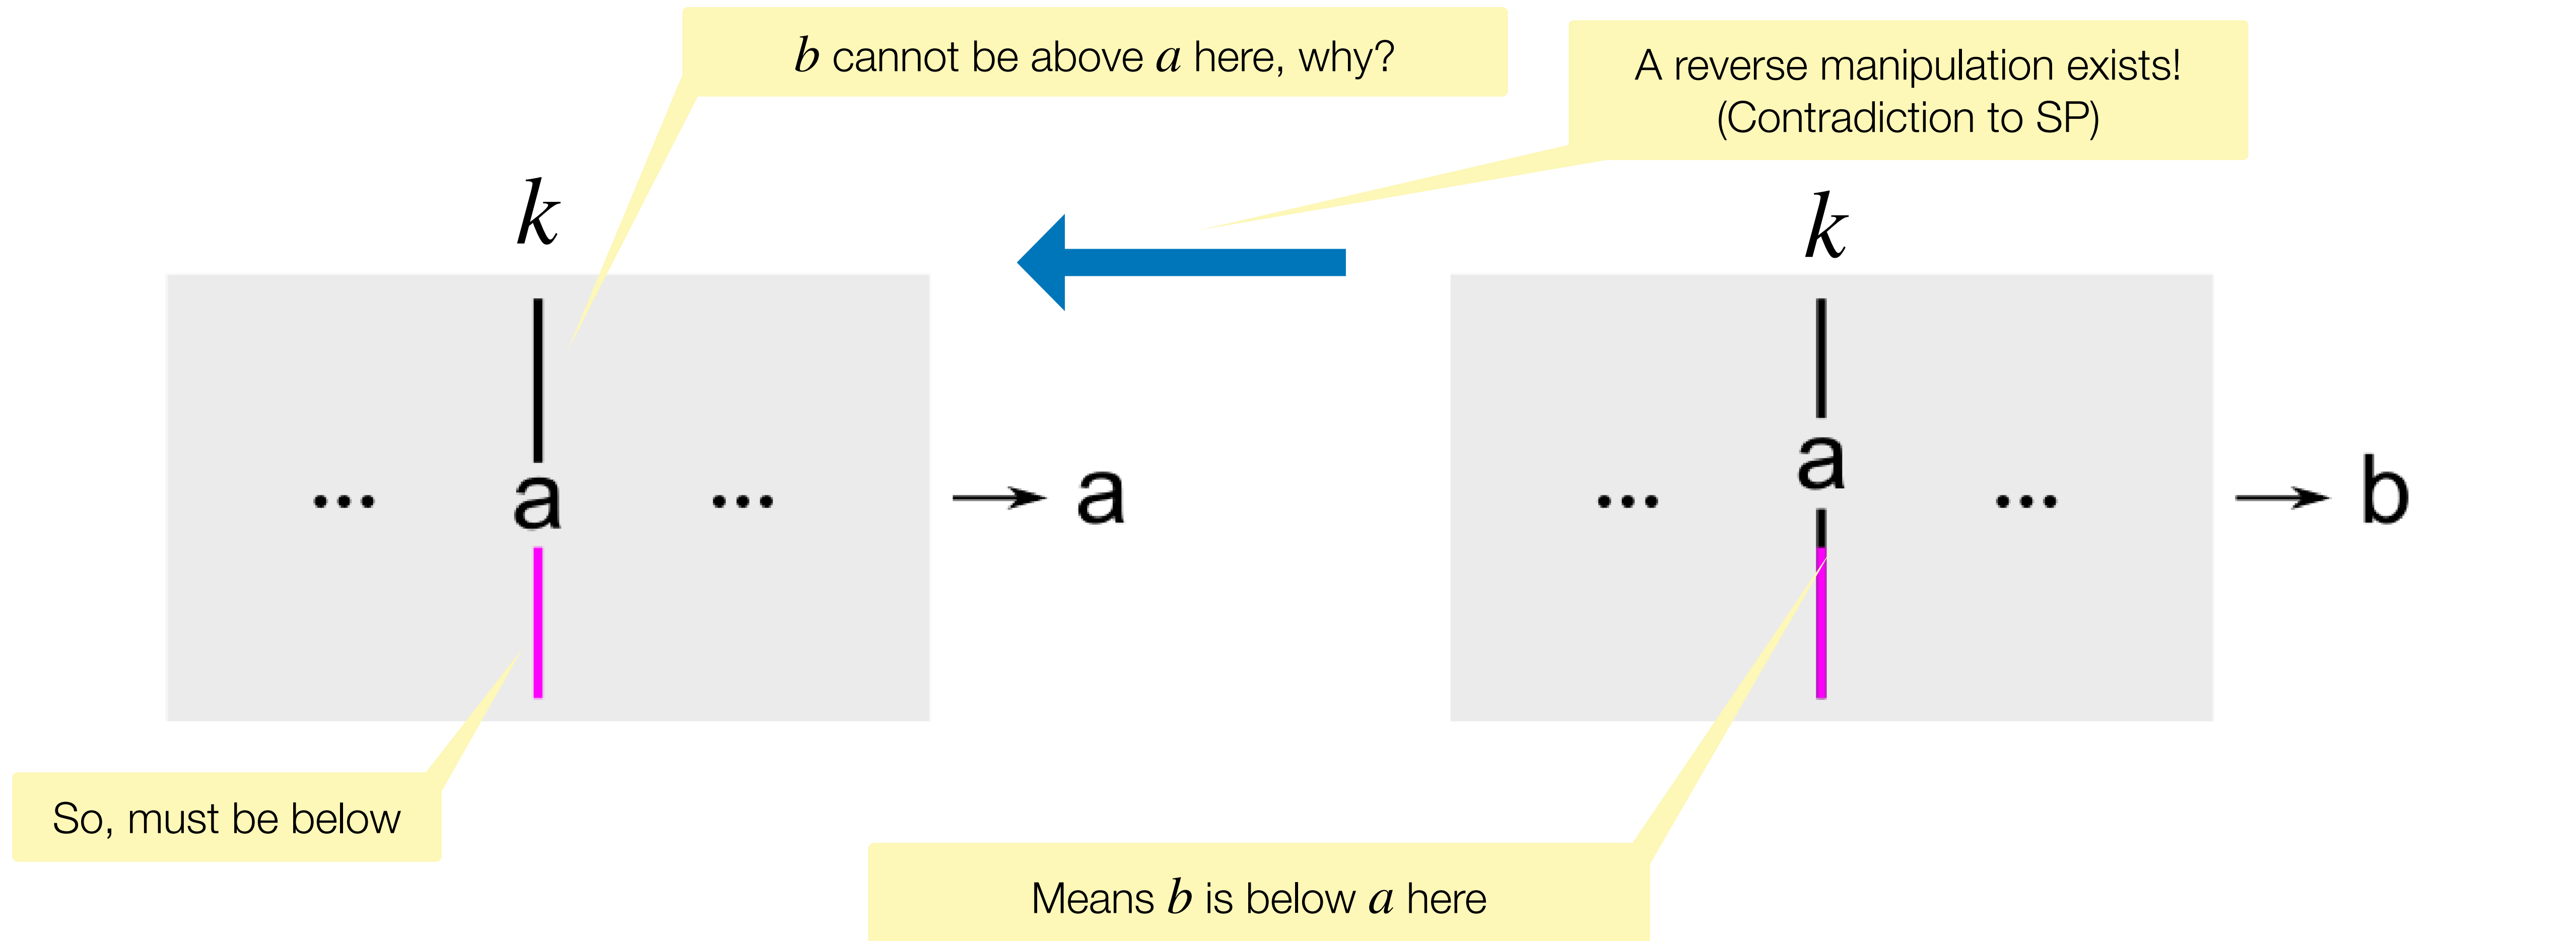 b cannot be above a here, why?
A reverse manipulation exists!
(Contradiction to SP)
k
k
... a ...
→ a
... a ...
→ b
So, must be below
Means b is below a here